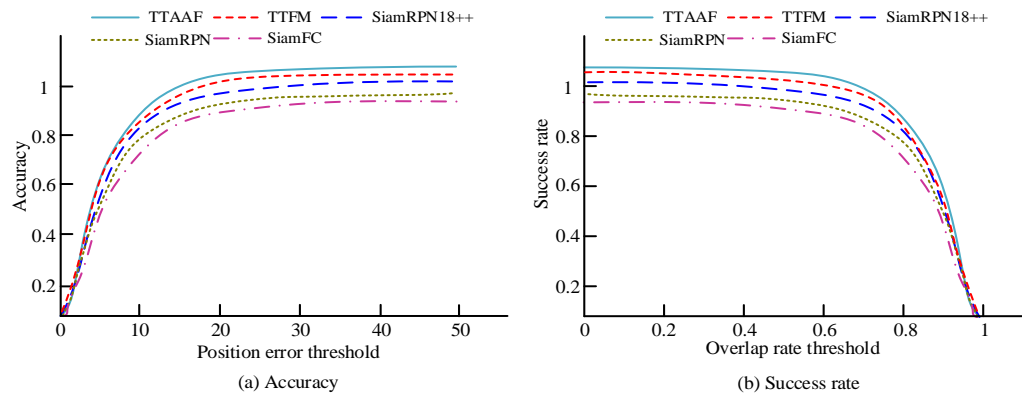 TTAAF TTFM SiamRPN18++
SiamRPN SiamFC
Accuracy
1
0.8
0.6
0.4
0.2
0 10 20 30 40 50
Position error threshold
(a) Accuracy
TTAAF TTFM SiamRPN18++
SiamRPN SiamFC
Success rate
1
0.8
0.6
0.4
0.2
0 0.2 0.4 0.6 0.8 1
Overlap rate threshold
(b) Success rate